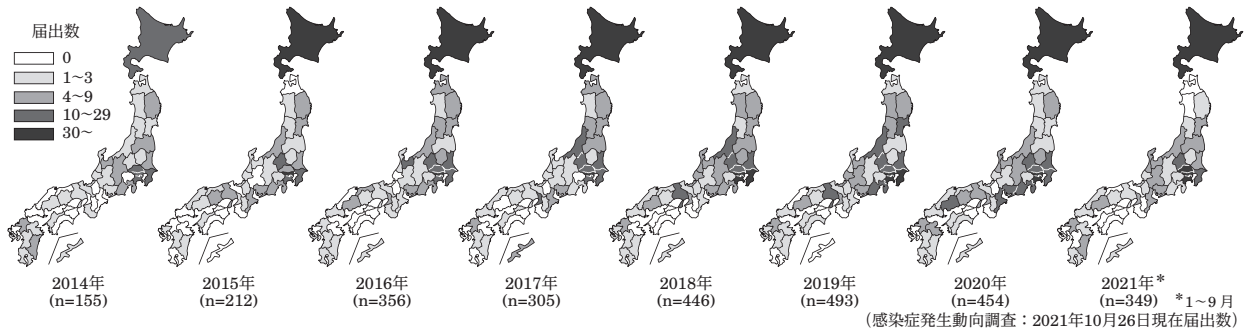 届出数
0
1~3
4~9
10~29
30~
2014年
(n=155)
2015年
(n=212)
2016年
(n=356)
2017年
(n=305)
2018年
(n=446)
2019年
(n=493)
2020年
(n=454)
2021年*
(n=349)
*1~9月
(感染症発生動向調査:2021年10月26日現在届出数)